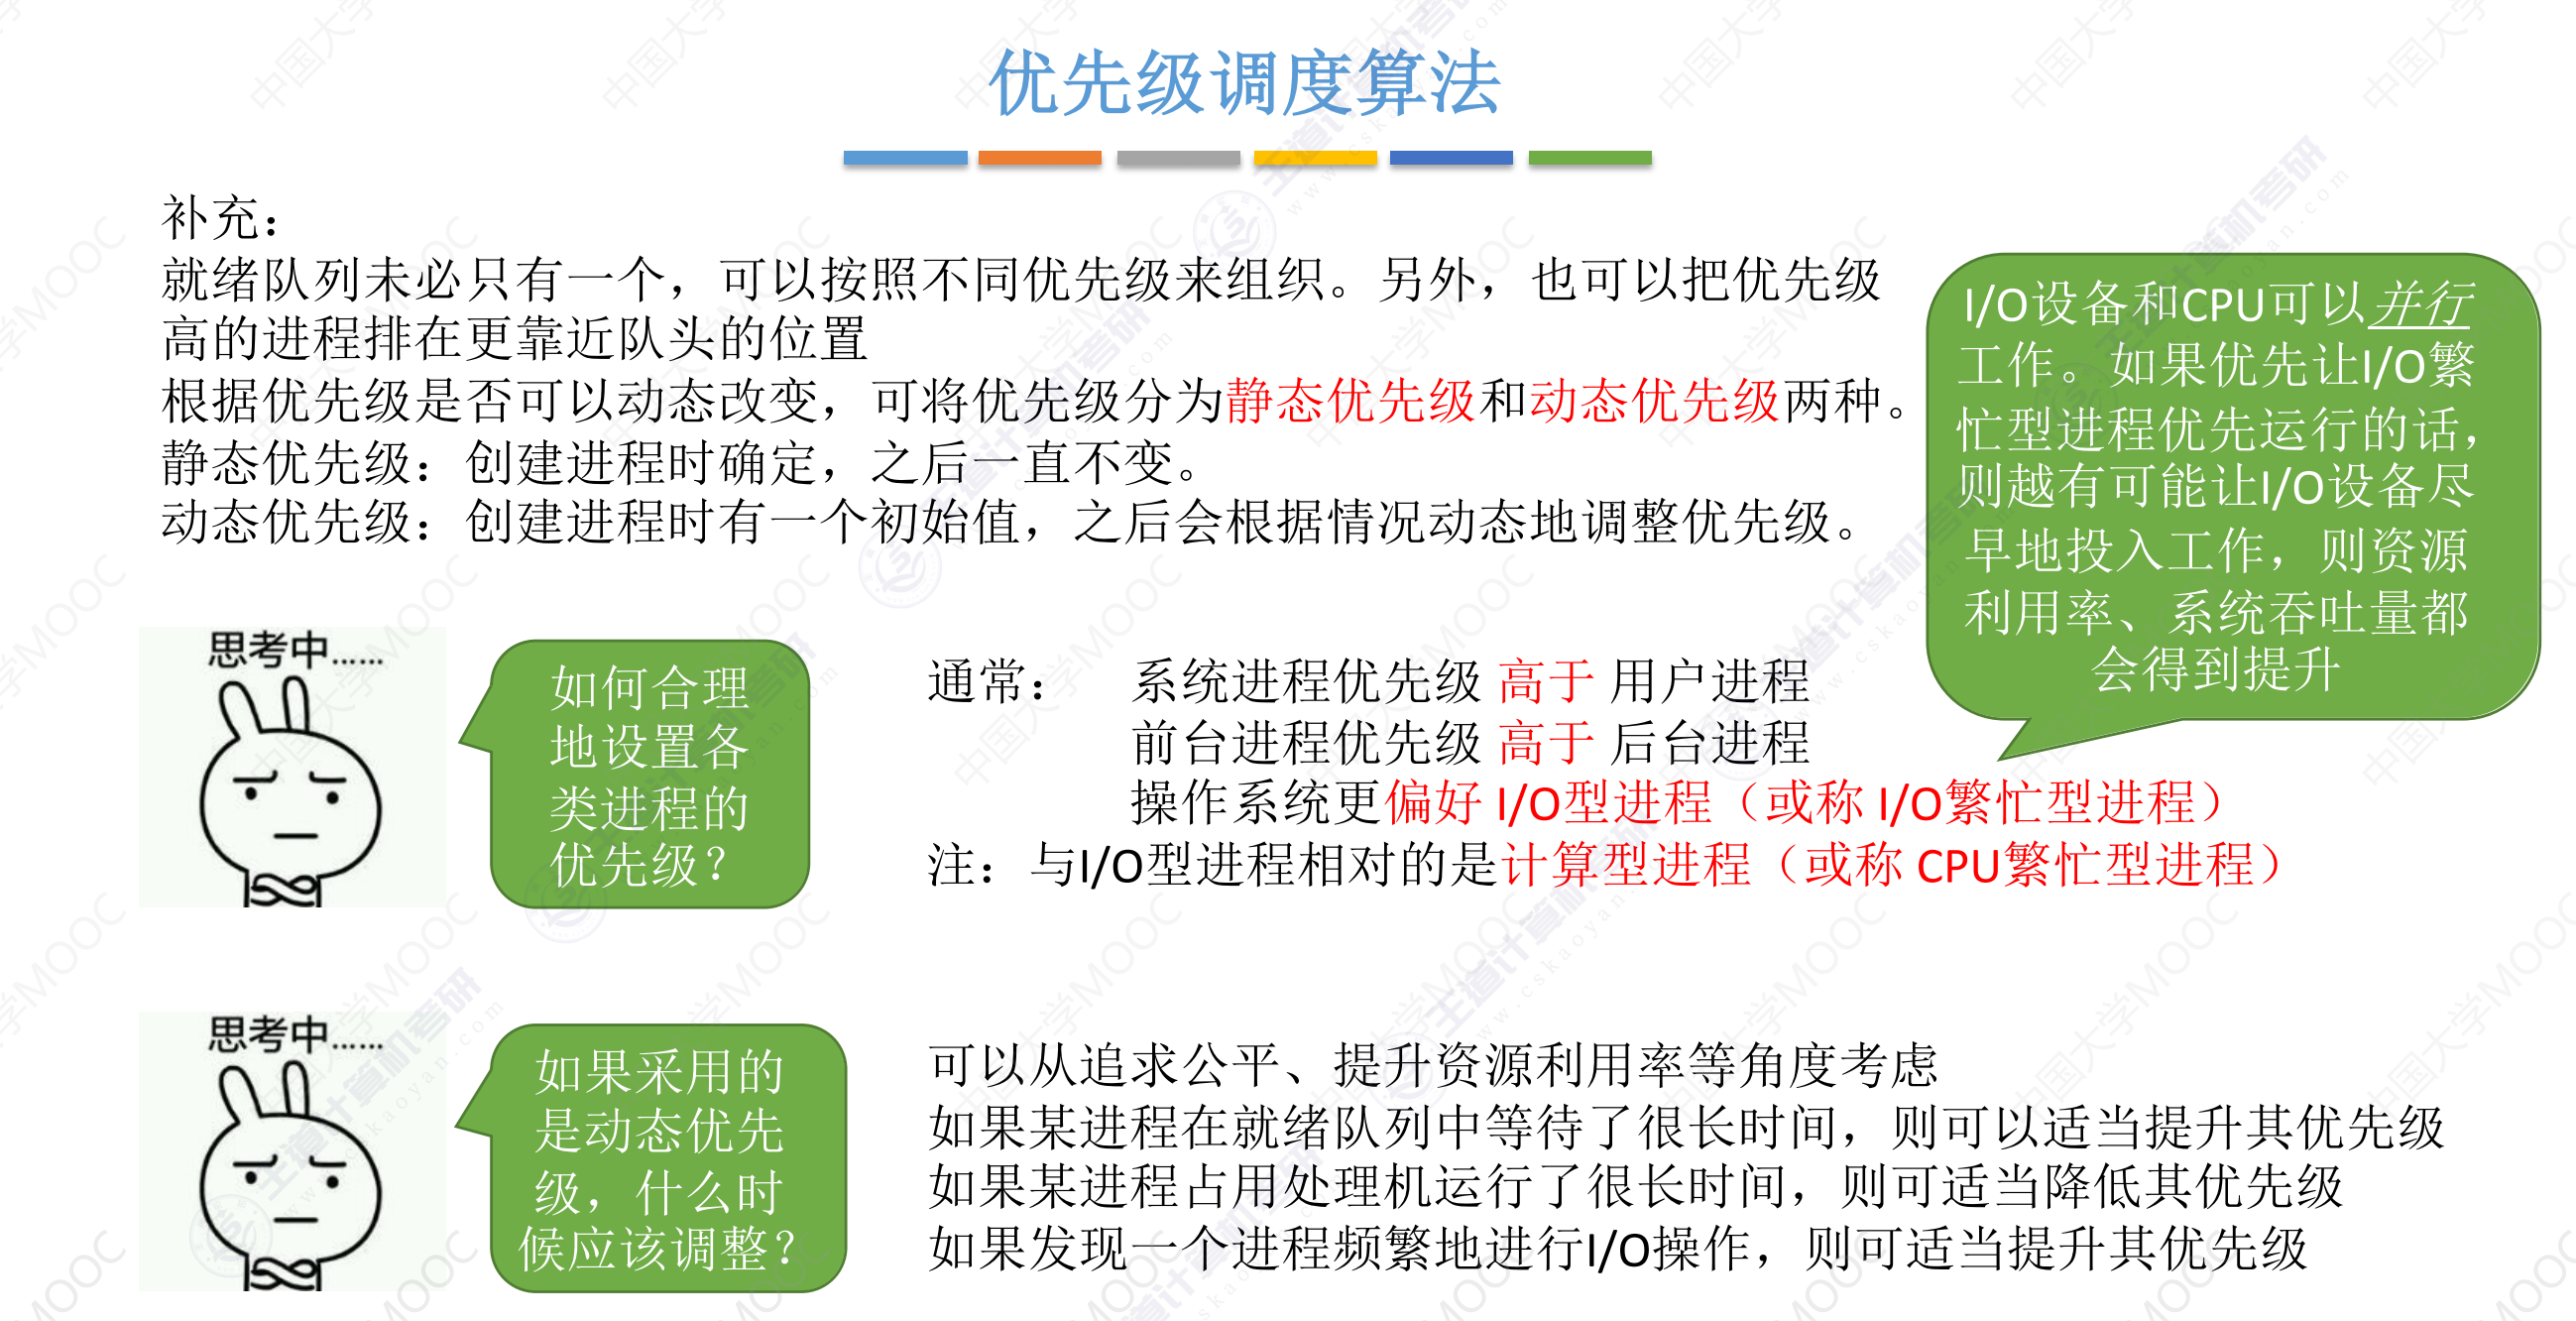 优先级调度算法
补充：
就绪队列未必只有一个，可以按照不同优先级来组织。另外，也可以把优先级
高的进程排在更靠近队头的位置
根据优先级是否可以动态改变，可将优先级分为静态优先级和动态优先级两种。
静态优先级：创建进程时确定，之后一直不变。
动态优先级：创建进程时有一个初始值，之后会根据情况动态地调整优先级。
I/O设备和CPU可以并行
工作。如果优先让I/O繁
忙型进程优先运行的话，
则越有可能让I/O设备尽
早地投入工作，则资源
利用率、系统吞吐量都
会得到提升
思考中......
如何合理
地设置各
类进程的
优先级？
通常： 系统进程优先级 高于 用户进程
前台进程优先级 高于 后台进程
操作系统更偏好 I/O型进程（或称 I/O繁忙型进程）
注：与I/O型进程相对的是计算型进程（或称 CPU繁忙型进程）
思考中......
如果采用的
是动态优先
级，什么时
候应该调整？
可以从追求公平、提升资源利用率等角度考虑
如果某进程在就绪队列中等待了很长时间，则可以适当提升其优先级
如果某进程占用处理机运行了很长时间，则可适当降低其优先级
如果发现一个进程频繁地进行I/O操作，则可适当提升其优先级
中国大学MOOC
王道计算机考研
www.cskaoyan.com